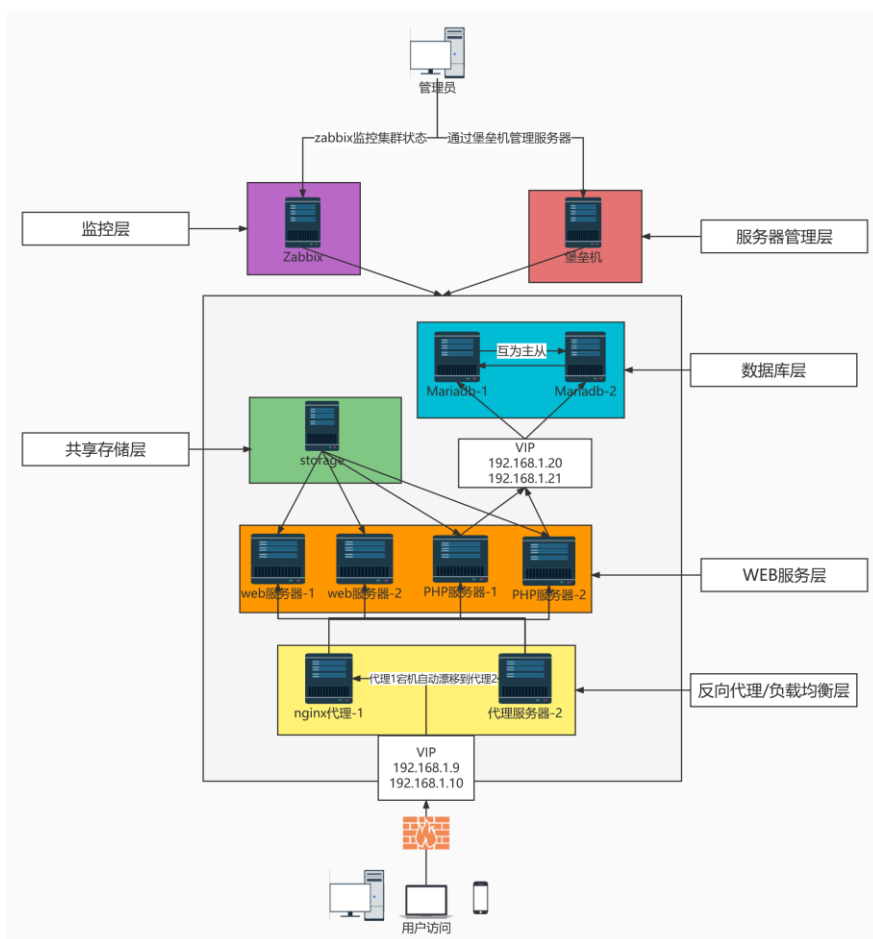 管理员
zabbix监控集群状态
通过堡垒机管理服务器
监控层
Zabbix
堡垒机
服务器管理层
互为主从
Mariadb-1
Mariadb-2
数据库层
共享存储层
storage
VIP
192.168.1.20
192.168.1.21
web服务器-1
web服务器-2
PHP服务器-1
PHP服务器-2
WEB服务层
代理1宕机自动漂移到代理2
nginx代理-1
代理服务器-2
反向代理/负载均衡层
VIP
192.168.1.9
192.168.1.10
用户访问